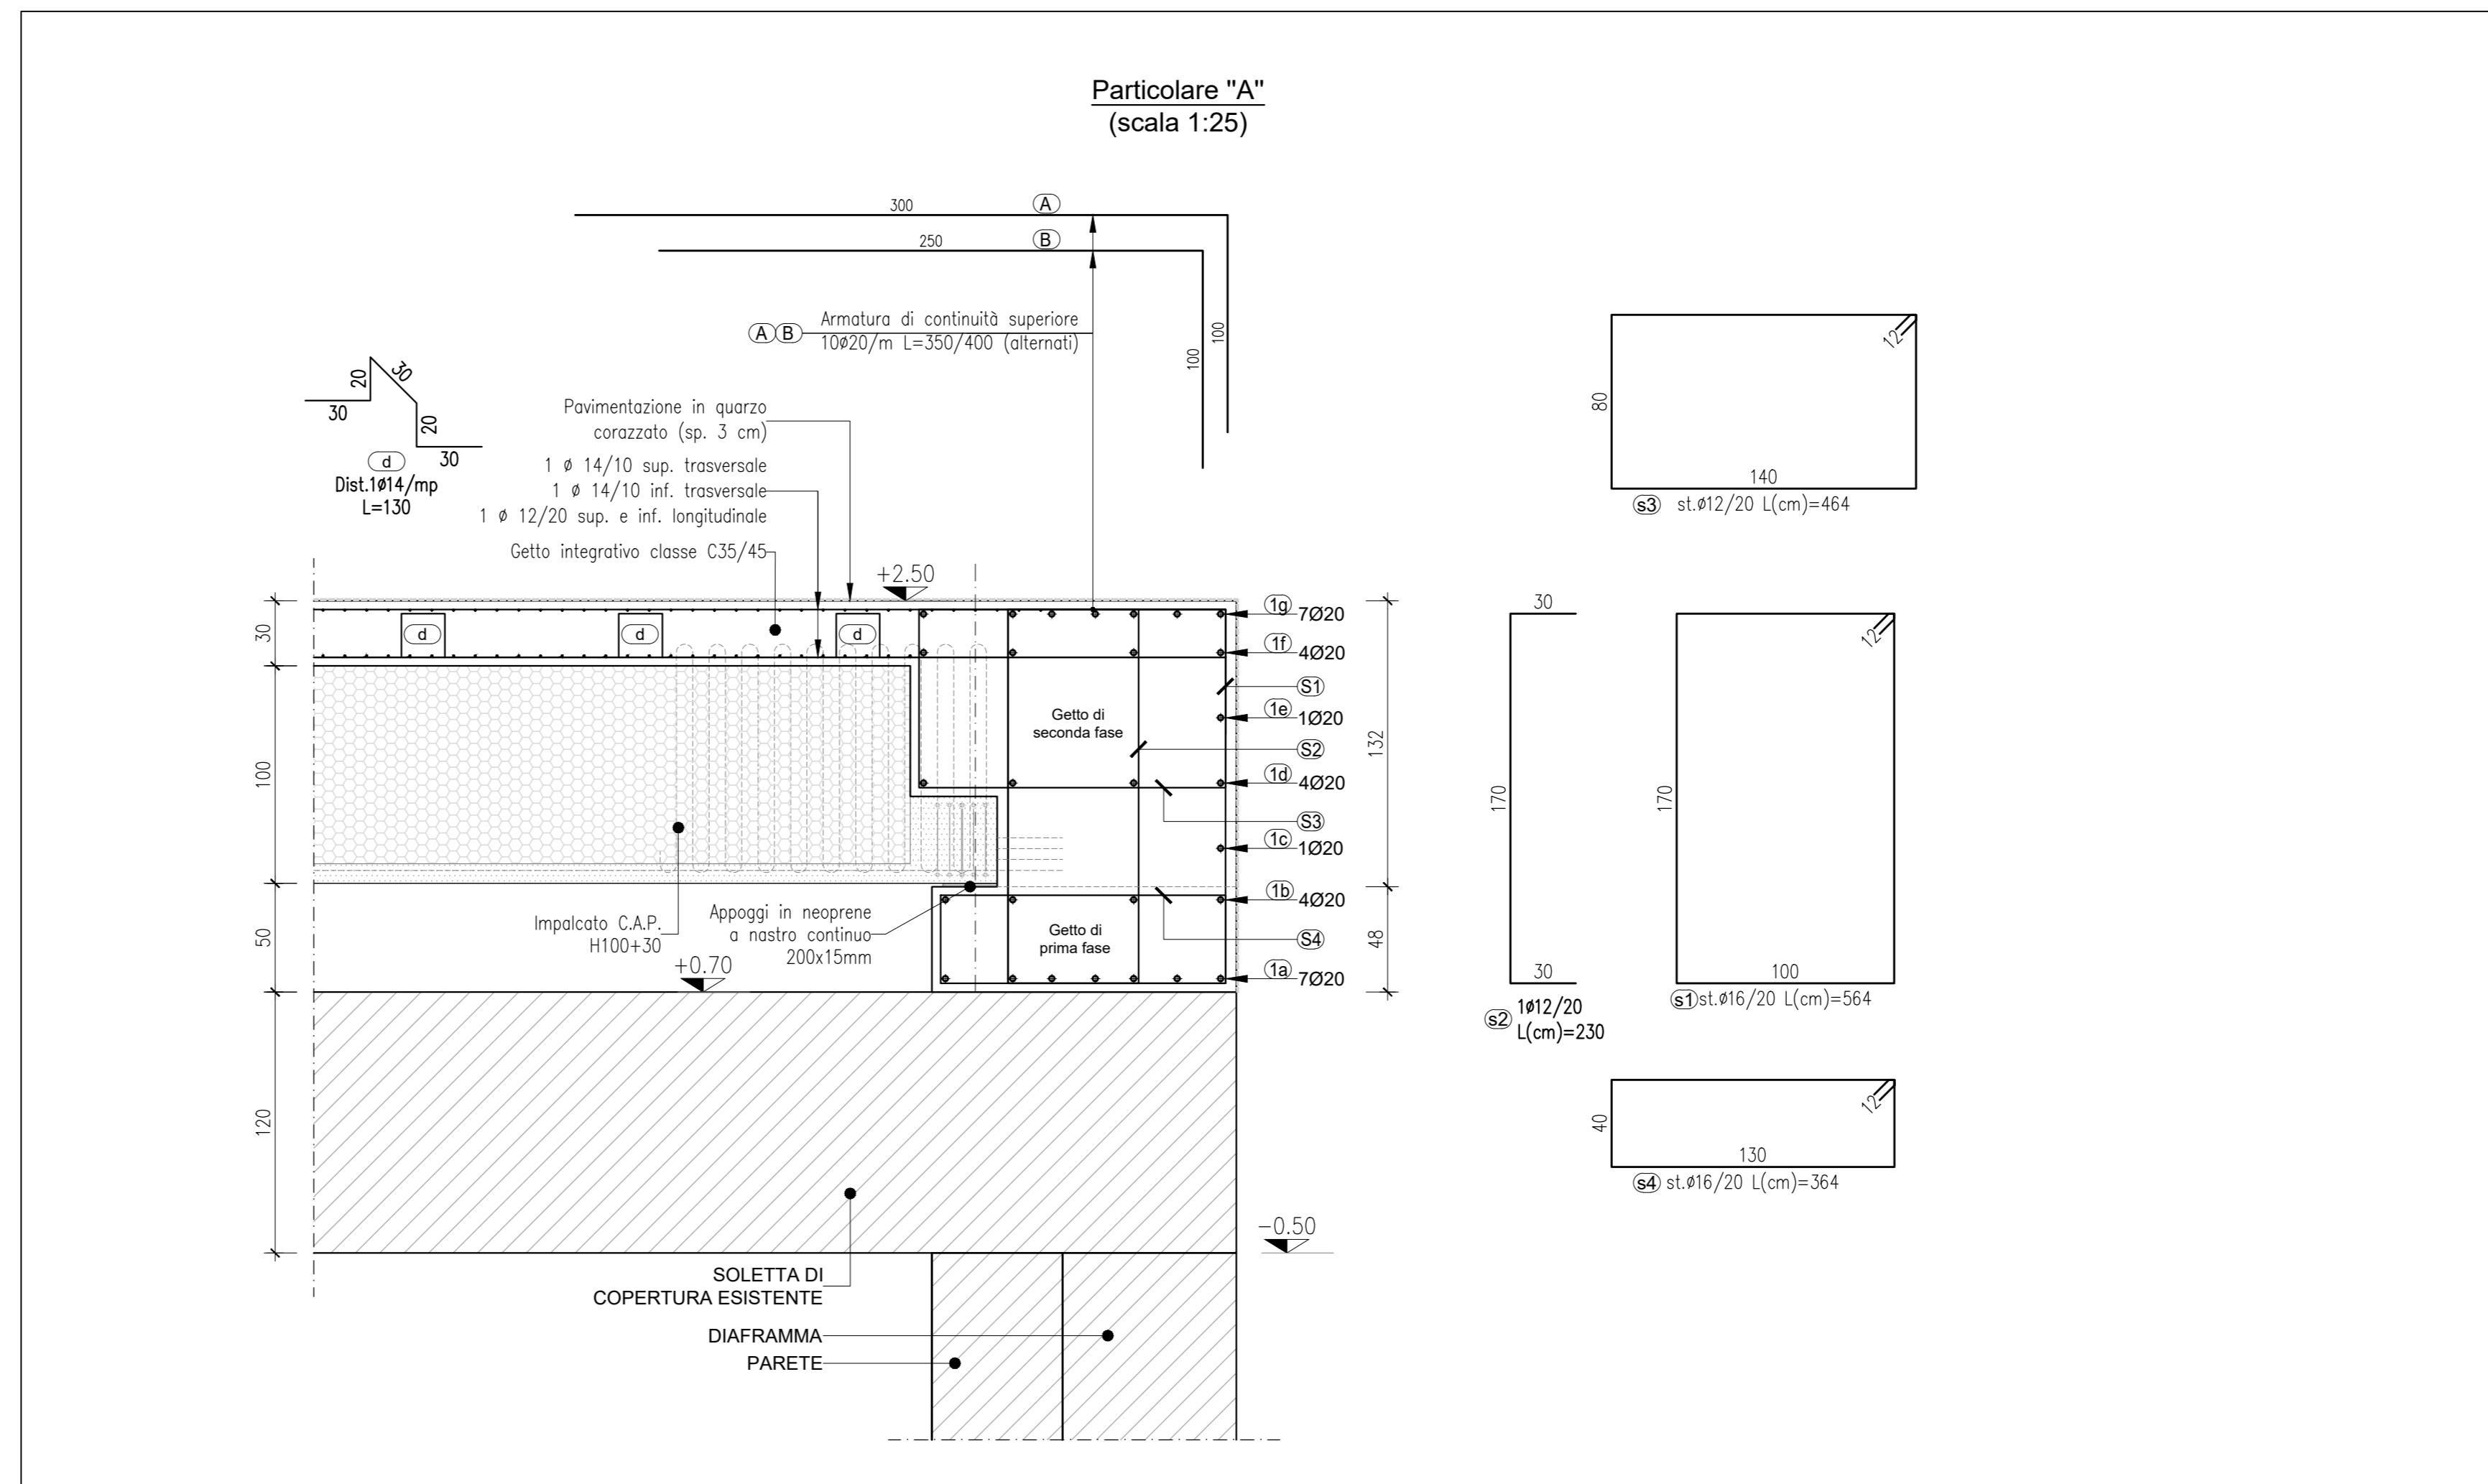 Particolare "A"
(scala 1:25)
300
A
250
B
A B
Armatura di continuità superiore
10ø20/m L=350/400 (alternati)
100
100
20
30
30
20
30
d
Dist.1ø14/mp
L=130
Pavimentazione in quarzo
corazzato (sp. 3 cm)
1 ø 14/10 sup. trasversale
1 ø 14/10 inf. trasversale
1 ø 12/20 sup. e inf. longitudinale
Getto integrativo classe C35/45
+2.50
d
d
d
30
100
50
120
1g 7Ø20
1f 4Ø20
S1
1e 1Ø20
S2
1d 4Ø20
S3
1c 1Ø20
1b 4Ø20
S4
1a 7Ø20
132
48
Getto di
seconda fase
Getto di
prima fase
Impalcato C.A.P.
H100+30
Appoggi in neoprene
a nastro continuo
200x15mm
+0.70
-0.50
SOLETTA DI
COPERTURA ESISTENTE
DIAFRAMMA
PARETE
12
80
140
s3 st.ø12/20 L(cm)=464
30
170
30
s2 1ø12/20
L(cm)=230
12
170
100
s1 st.ø16/20 L(cm)=564
12
40
130
s4 st.ø16/20 L(cm)=364